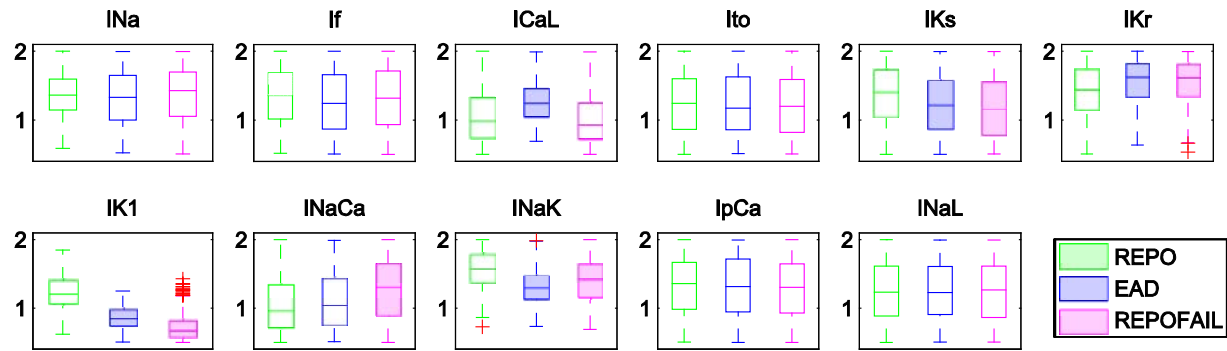 INa If ICaL Ito IKs IKr
2 2 2 2 2 2
1 1 1 1 1 1
IK1 INaCa INaK IpCa INaL
2 2 2 2 2
1 1 1 1 1
REPO
EAD
REPOFAIL